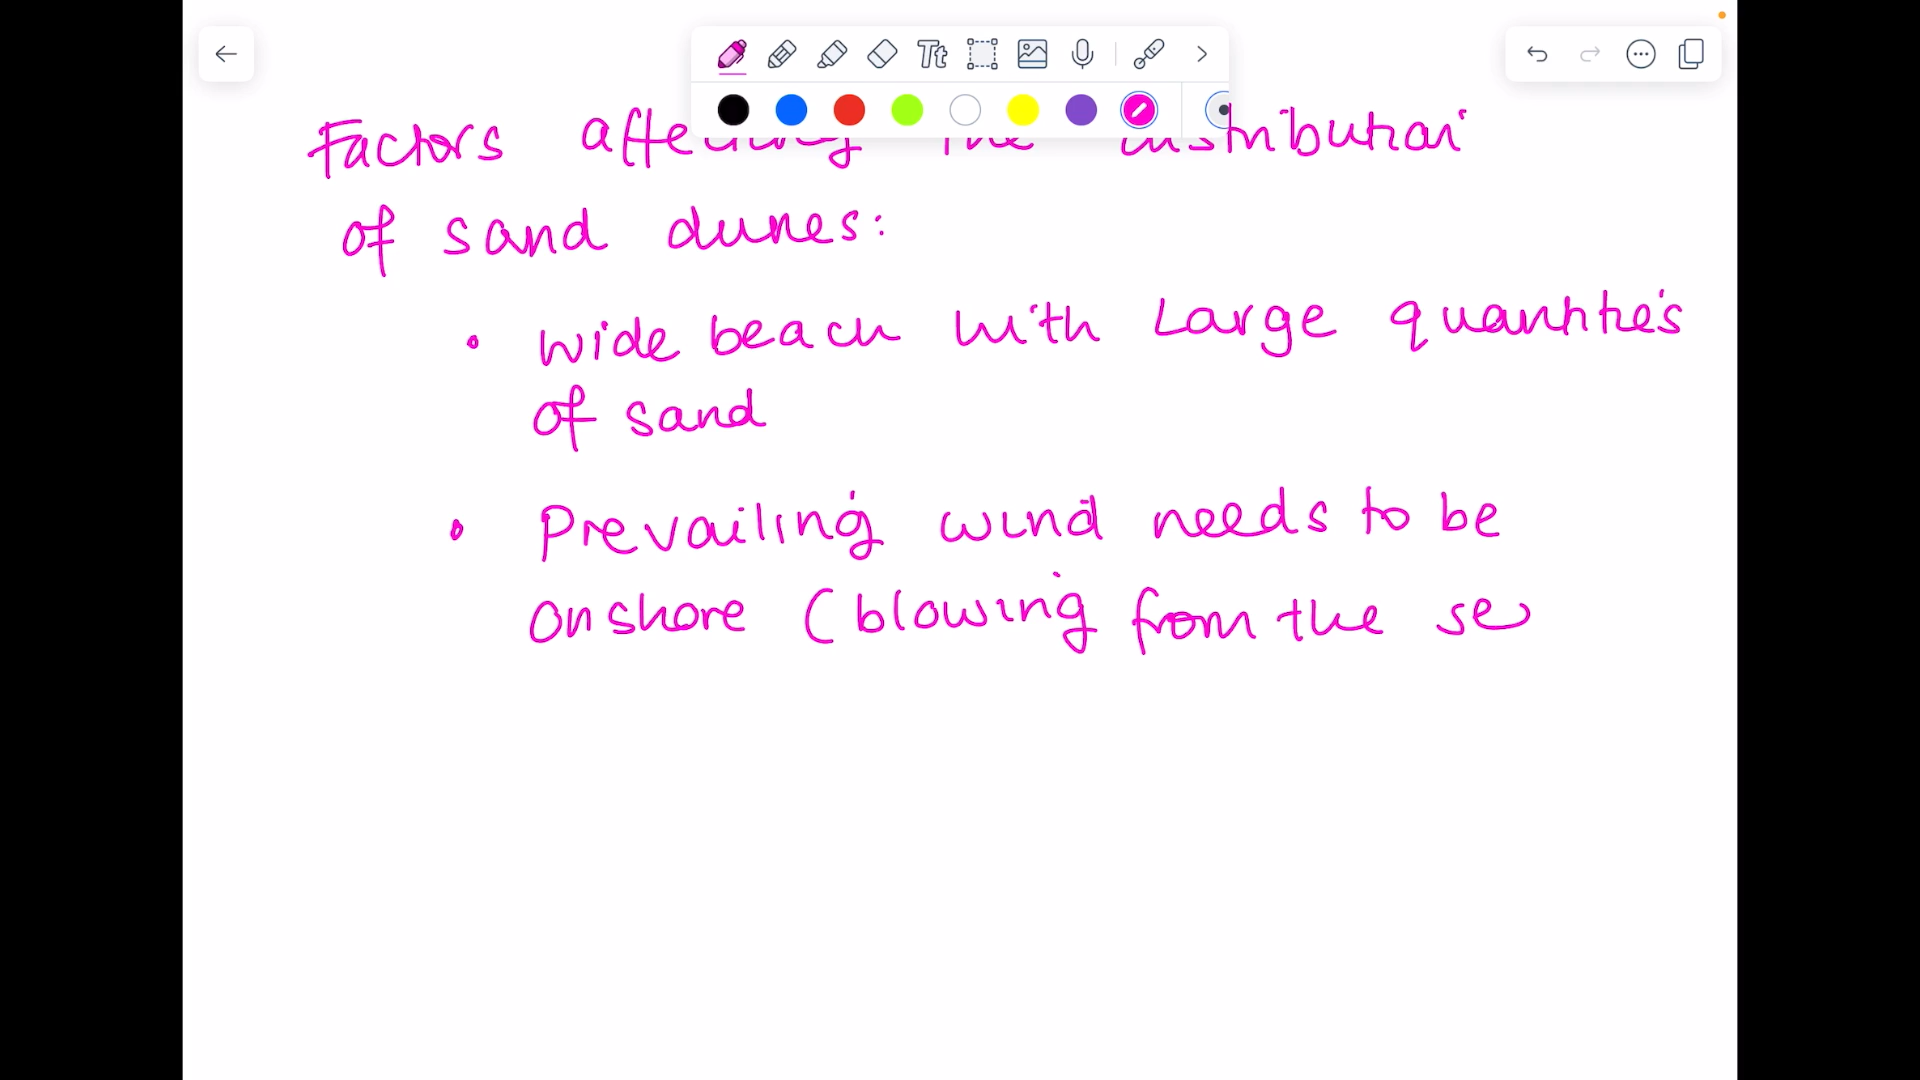 Factors affecting the distribution
of sand dunes:
• wide beach with Large quantities
of sand
• Prevailing wind needs to be
onshore (blowing from the se
Tt